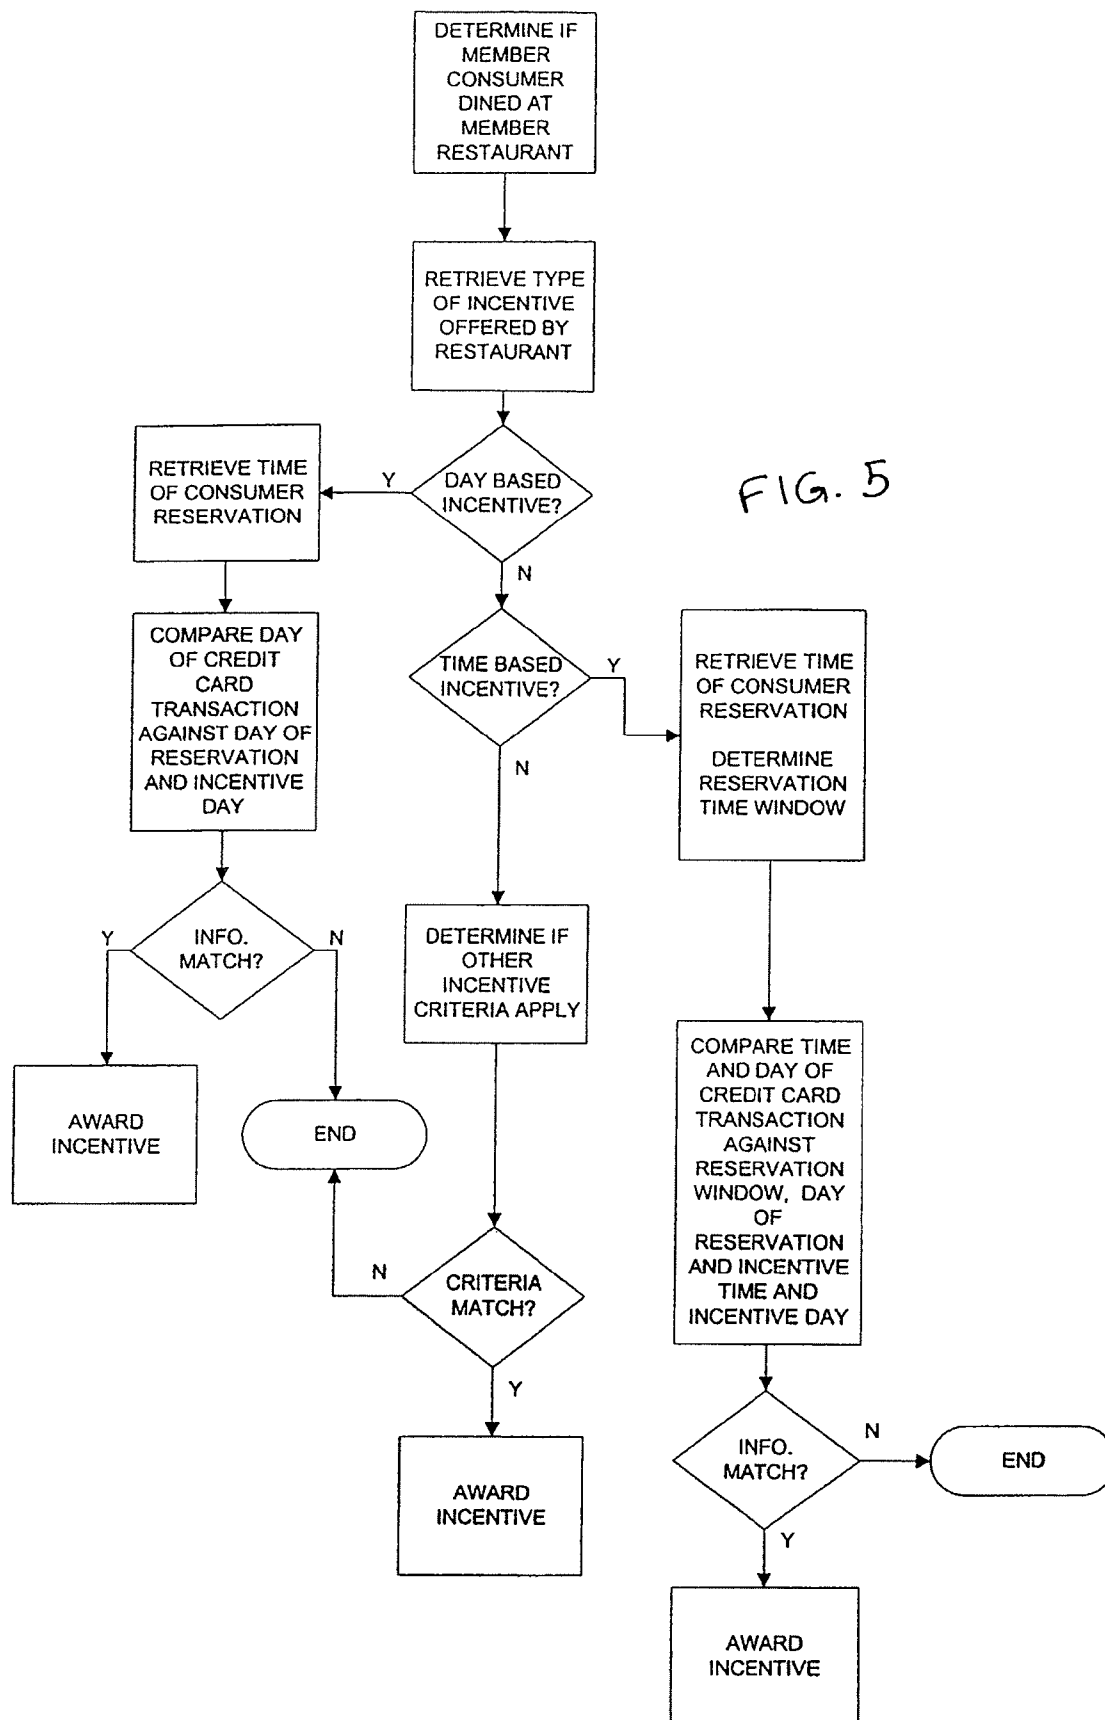 DETERMINE IF
MEMBER
CONSUMER
DINED AT
MEMBER
RESTAURANT
RETRIEVE TYPE
OF INCENTIVE
OFFERED BY
RESTAURANT
DAY BASED
INCENTIVE?
Y
N
RETRIEVE TIME
OF CONSUMER
RESERVATION
FIG. 5
COMPARE DAY
OF CREDIT
CARD
TRANSACTION
AGAINST DAY OF
RESERVATION
AND INCENTIVE
DAY
TIME BASED
INCENTIVE?
Y
N
RETRIEVE TIME
OF CONSUMER
RESERVATION
DETERMINE
RESERVATION
TIME WINDOW
INFO.
MATCH?
Y
N
AWARD
INCENTIVE
END
DETERMINE IF
OTHER
INCENTIVE
CRITERIA APPLY
CRITERIA
MATCH?
N
Y
AWARD
INCENTIVE
COMPARE TIME
AND DAY OF
CREDIT CARD
TRANSACTION
AGAINST
RESERVATION
WINDOW, DAY
OF
RESERVATION
AND INCENTIVE
TIME AND
INCENTIVE DAY
INFO.
MATCH?
N
END
Y
AWARD
INCENTIVE